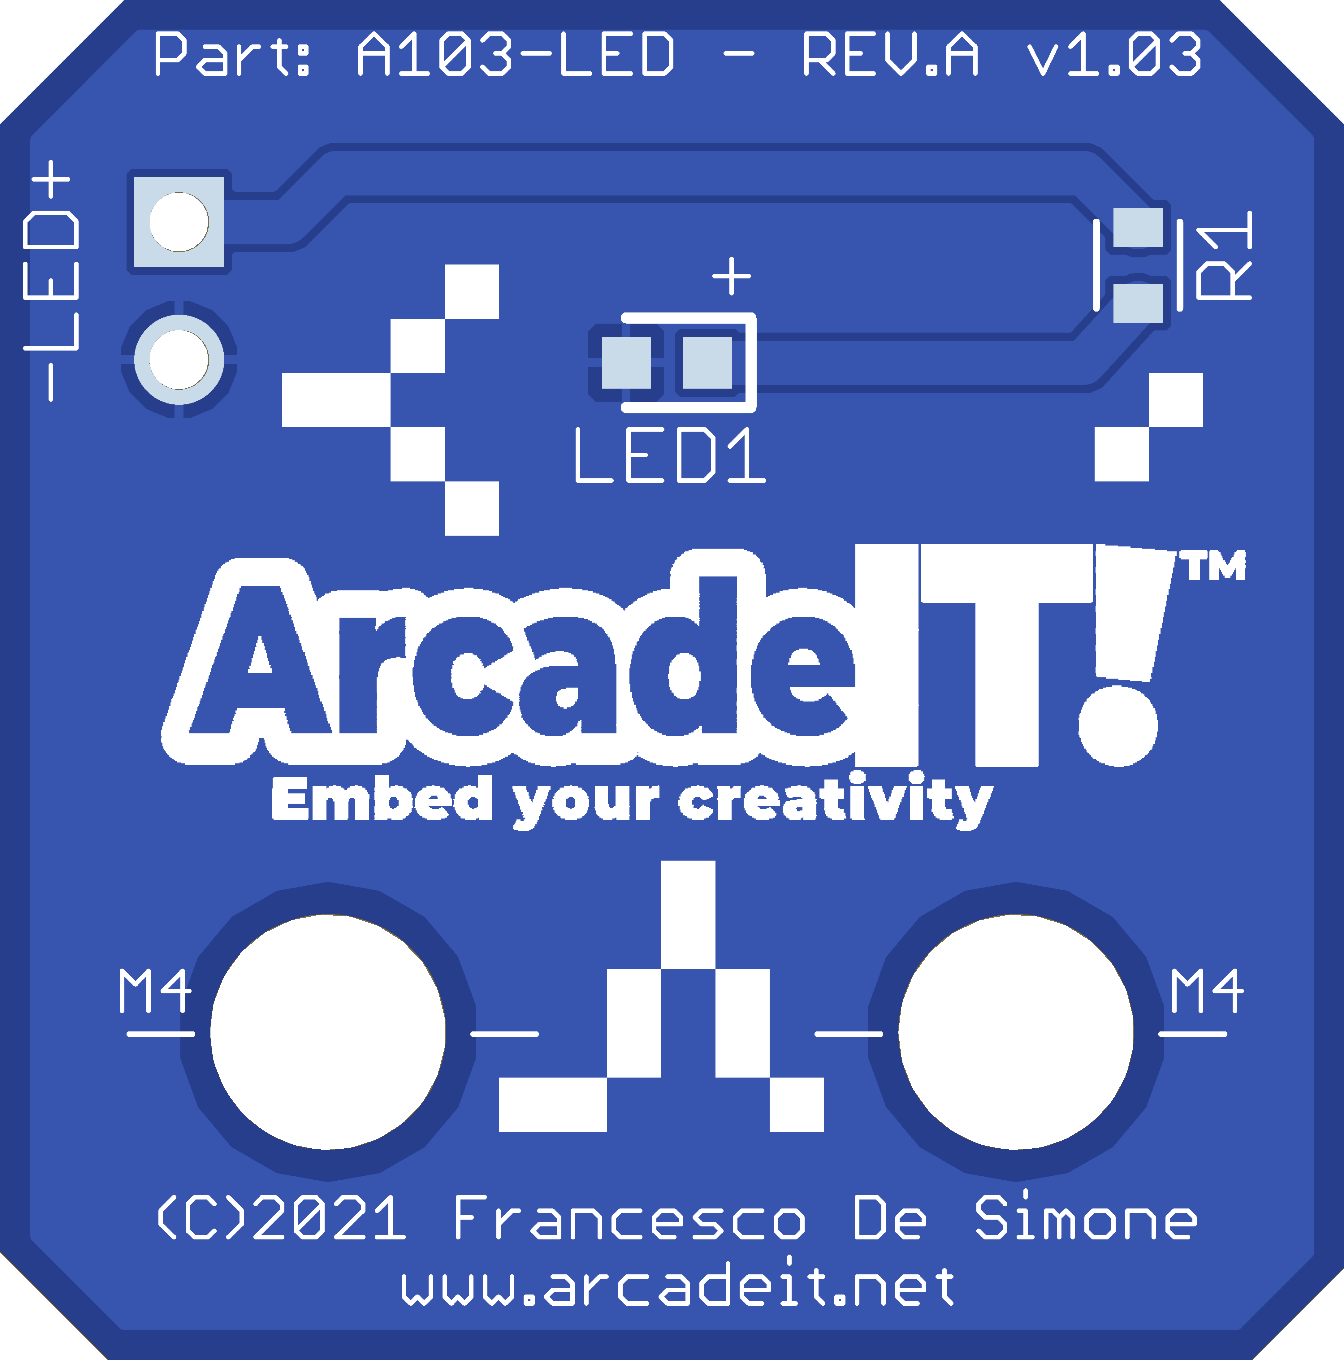 Part: A103-LED - REV.A v1.03
-LED+
+
R1
LED1
ArcadeIT!™
Embed your creativity
M4
M4
(C)2021 Francesco De Simone
www.arcadeit.net